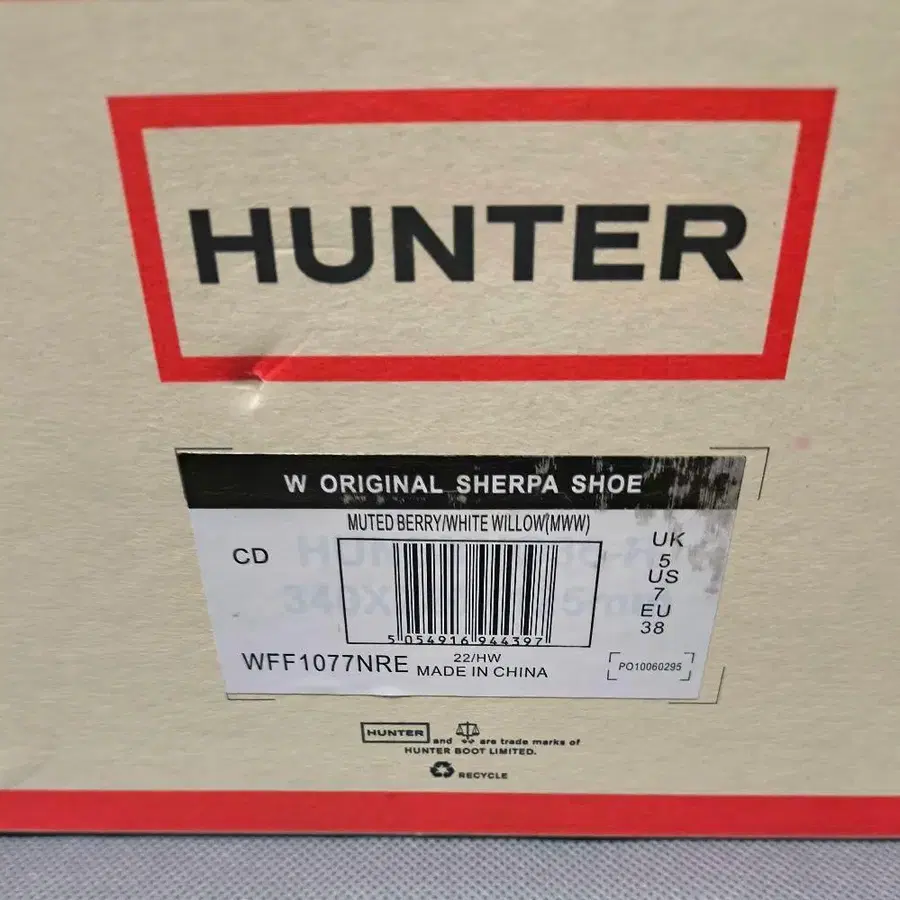 HUNTER
W ORIGINAL SHERPA SHOE
MUTED BERRY/WHITE WILLOW(MWW)
CD
UK
5
US
7
EU
38
5 054916 944397
WFF1077NRE
22/HW
MADE IN CHINA
PO10060295
HUNTER and are trade marks of
HUNTER BOOT LIMITED.
RECYCLE